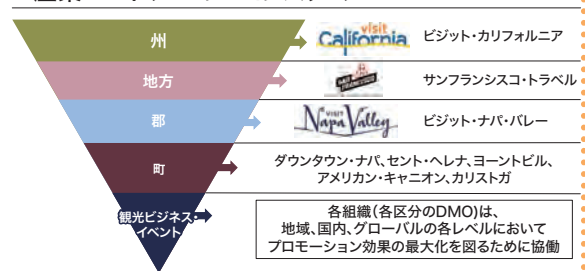 州
visit
California
ビジット・カリフォルニア
地方
SAN FRANCISCO
サンフランシスコ・トラベル
郡
VISIT
Napa Valley
ビジット・ナパ・バレー
町
ダウンタウン・ナパ、セント・ヘレナ、ヨーントビル、
アメリカン・キャニオン、カリストガ
観光ビジネス・
イベント
各組織(各区分のDMO)は、
地域、国内、グローバルの各レベルにおいて
プロモーション効果の最大化を図るために協働